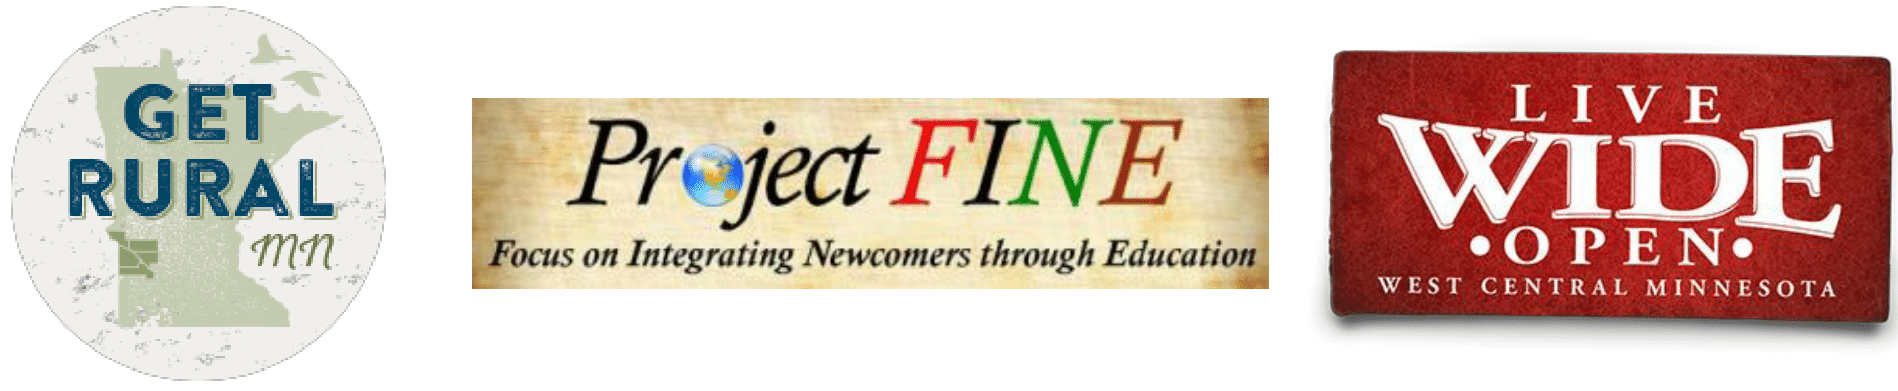 GET
RURAL
MN
Project FINE
Focus on Integrating Newcomers through Education
LIVE
WIDE
•OPEN•
WEST CENTRAL MINNESOTA